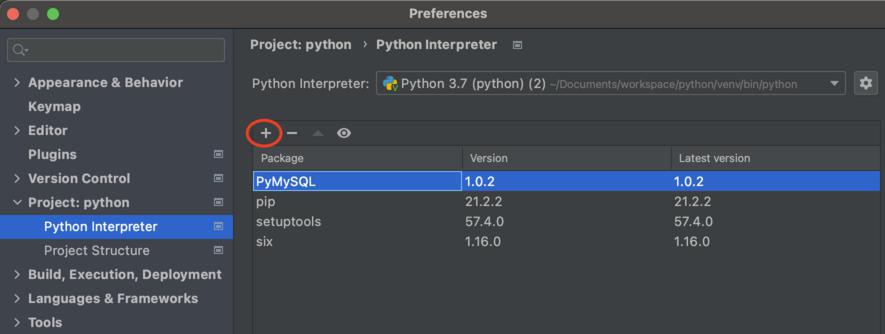 Preferences
Project: python › Python Interpreter
Python Interpreter: Python 3.7 (python) (2) ~/Documents/workspace/python/venv/bin/python
Appearance & Behavior
Keymap
Editor
Plugins
Version Control
Project: python
Python Interpreter
Project Structure
Build, Execution, Deployment
Languages & Frameworks
Tools
Package Version Latest version
PyMySQL 1.0.2 1.0.2
pip 21.2.2 21.2.2
setuptools 57.4.0 57.4.0
six 1.16.0 1.16.0